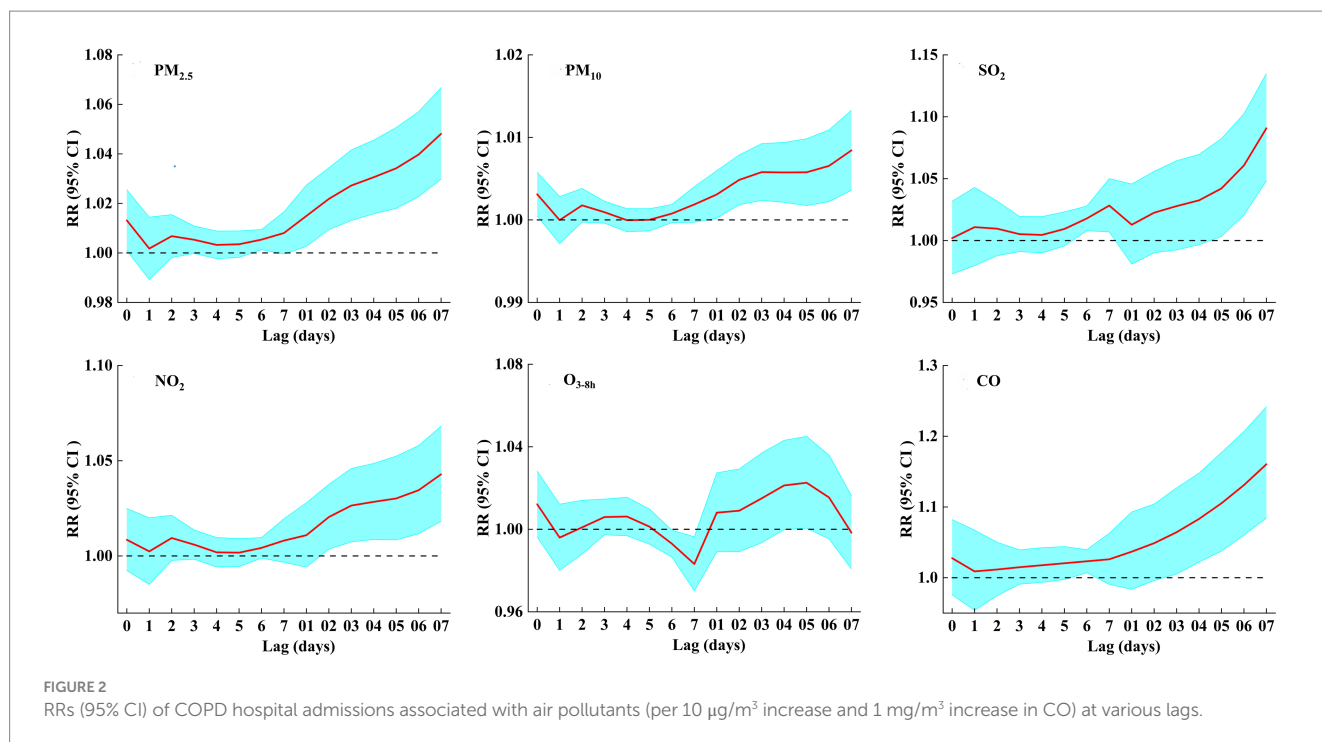 1.08
1.06
1.04
1.02
1.00
0.98
RR (95% CI )
PM2.5
0 1 2 3 4 5 6 7 01 02 03 04 05 06 07
Lag (days)
1.02
1.01
1.00
0.99
RR (95% CI )
PM10
0 1 2 3 4 5 6 7 01 02 03 04 05 06 07
Lag (days)
1.15
1.10
1.05
1.00
0.95
RR (95% CI )
SO2
0 1 2 3 4 5 6 7 01 02 03 04 05 06 07
Lag (days)
1.10
1.05
1.00
RR (95% CI )
NO2
0 1 2 3 4 5 6 7 01 02 03 04 05 06 07
Lag (days)
1.08
1.04
1.00
0.96
RR (95% CI )
O3-8h
0 1 2 3 4 5 6 7 01 02 03 04 05 06 07
Lag (days)
1.3
1.2
1.1
1.0
RR (95% CI )
CO
0 1 2 3 4 5 6 7 01 02 03 04 05 06 07
Lag (days)
FIGURE 2
RRs (95% CI) of COPD hospital admissions associated with air pollutants (per 10 μg/m³ increase and 1 mg/m³ increase in CO) at various lags.